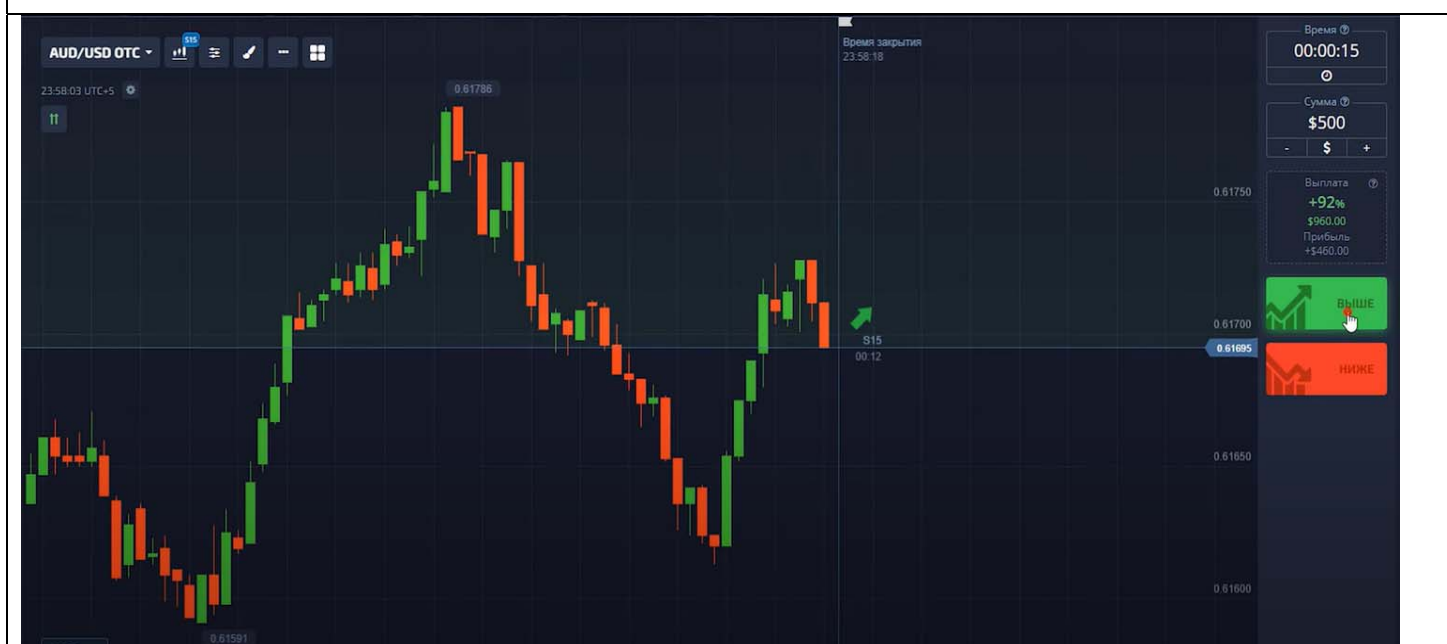 AUD/USD OTC
S15
23:58:03 UTC+5
0.61786
Время закрытия
23:58:18
0.61750
0.61700
S15
00:12
0.61695
0.61650
0.61600
0.61591
Время
00:00:15
Сумма
$500
- $ +
Выплата
+92%
$960.00
Прибыль
+$460.00
ВЫШЕ
НИЖЕ